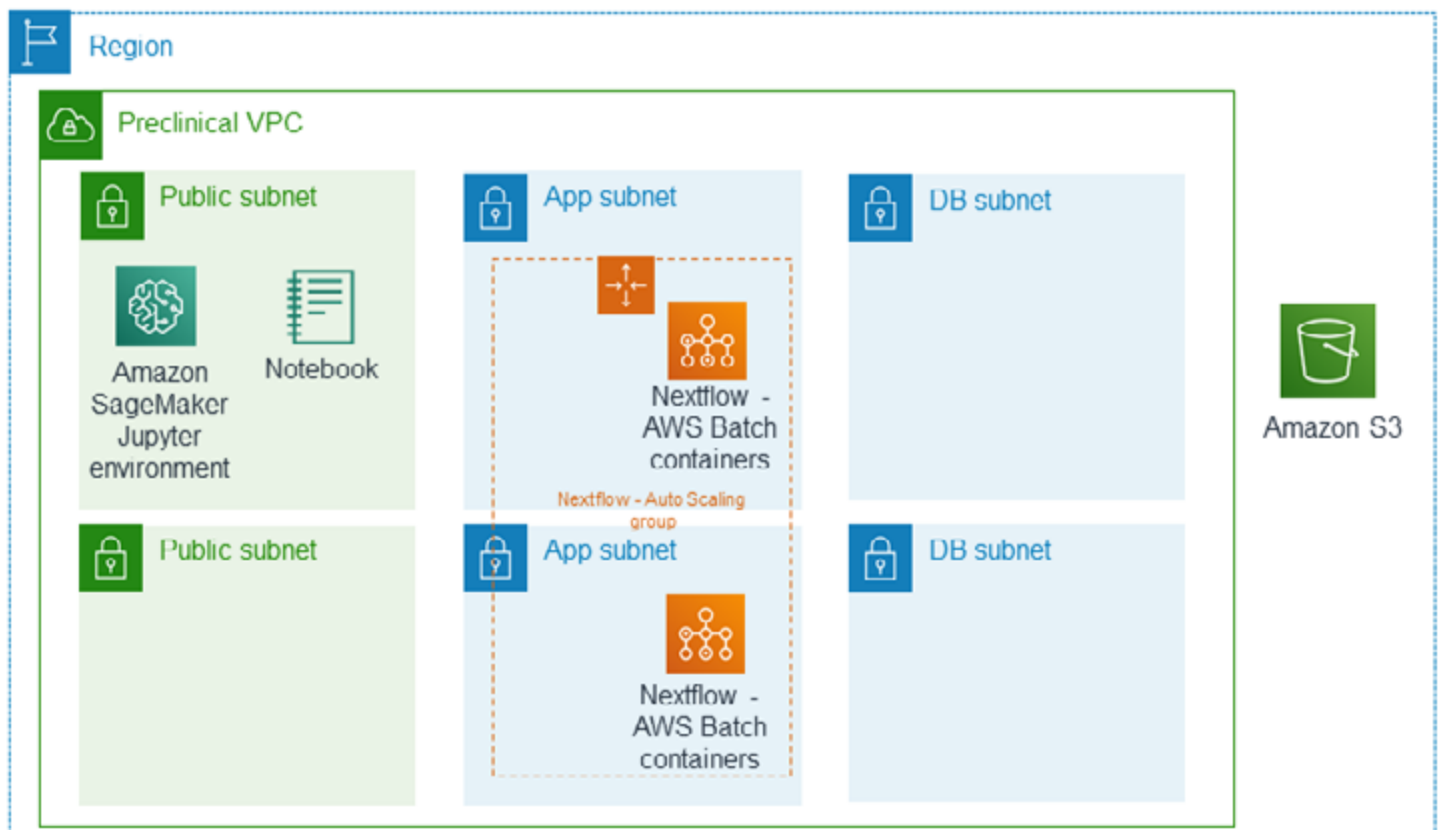 Region
Preclinical VPC
Public subnet
App subnet
DB subnet
Amazon
SageMaker
Jupyter
environment
Notebook
Nextflow -
AWS Batch
containers
Nextflow - Auto Scaling
group
Amazon S3
Public subnet
App subnet
DB subnet
Nextflow -
AWS Batch
containers